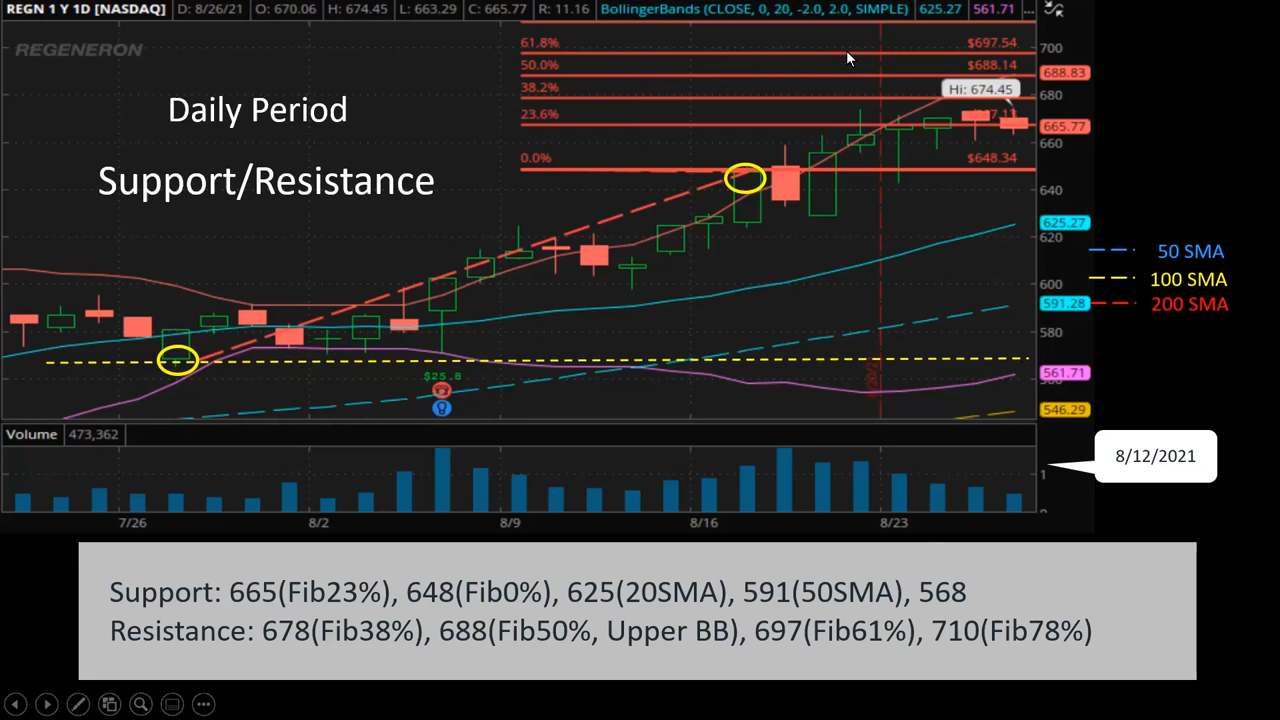 REGN 1 Y 1D [NASDAQ] D: 8/26/21 O: 670.06 H: 674.45 L: 663.29 C: 665.77 R: 11.16 BollingerBands (CLOSE, 0, 20, -2.0, 2.0, SIMPLE) 625.27 561.71 ...
REGENERON
Daily Period
Support/Resistance
61.8% $697.54
50.0% $688.14
38.2%
Hi: 674.45
23.6%
0.0% $648.34
700
688.83
680
665.77
660
640
625.27
620
600
591.28
580
561.71
546.29
50 SMA
100 SMA
200 SMA
$25.8
Volume 473,362
8/12/2021
1
7/26 8/2 8/9 8/16 8/23
Support: 665(Fib23%), 648(Fib0%), 625(20SMA), 591(50SMA), 568
Resistance: 678(Fib38%), 688(Fib50%, Upper BB), 697(Fib61%), 710(Fib78%)